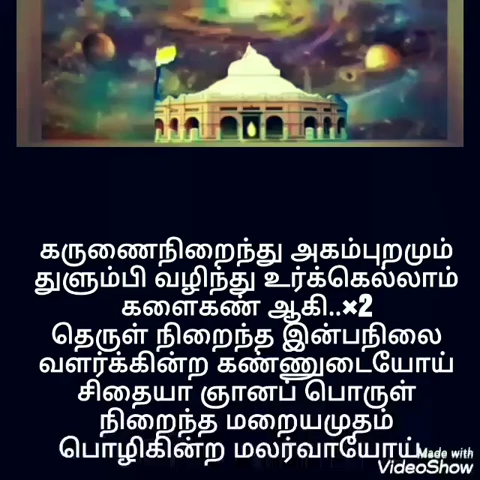 கருணைநிறைந்து அகம்புறமும்
துளும்பி வழிந்து உர்க்கெல்லாம்
களைகண் ஆகி..×2
தெருள் நிறைந்த இன்பநிலை
வளர்க்கின்ற கண்ணுடையோய்
சிதையா ஞானப் பொருள்
நிறைந்த மறையமுதம்
பொழிகின்ற மலர்வாயோய்
Made with
VideoShow